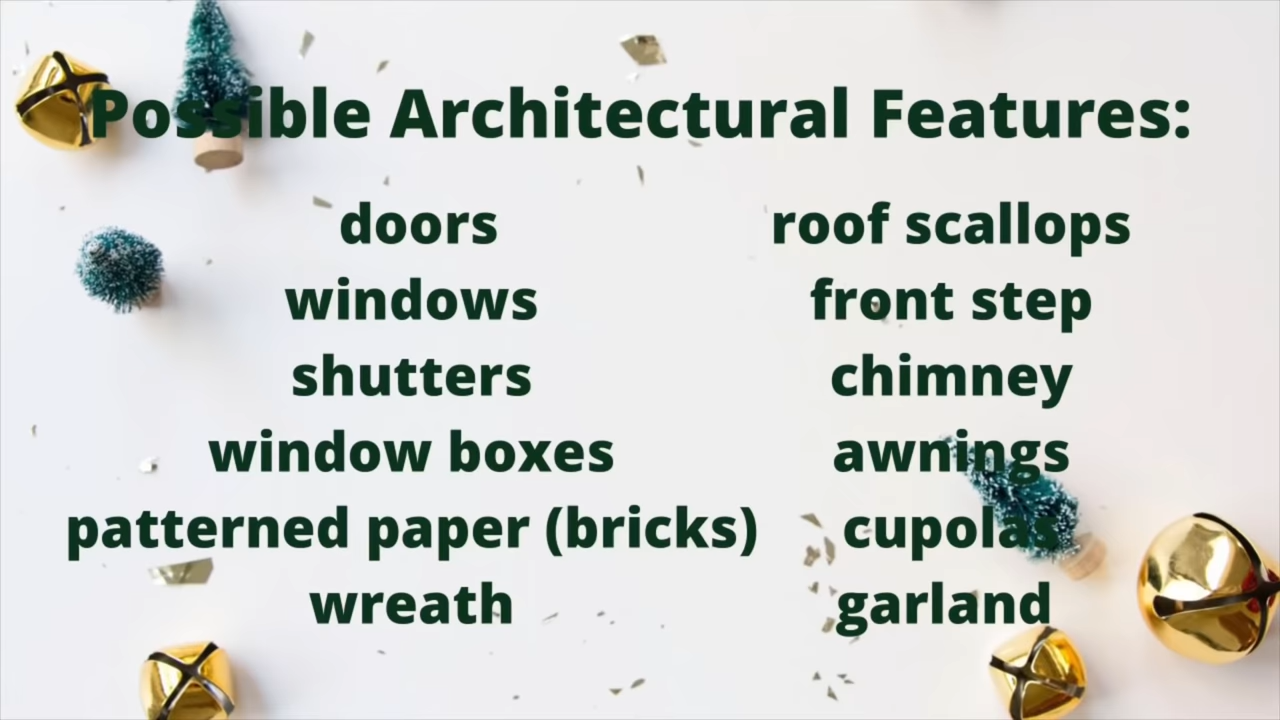 Possible Architectural Features:
doors
windows
shutters
window boxes
patterned paper (bricks)
wreath
roof scallops
front step
chimney
awnings
cupolas
garland